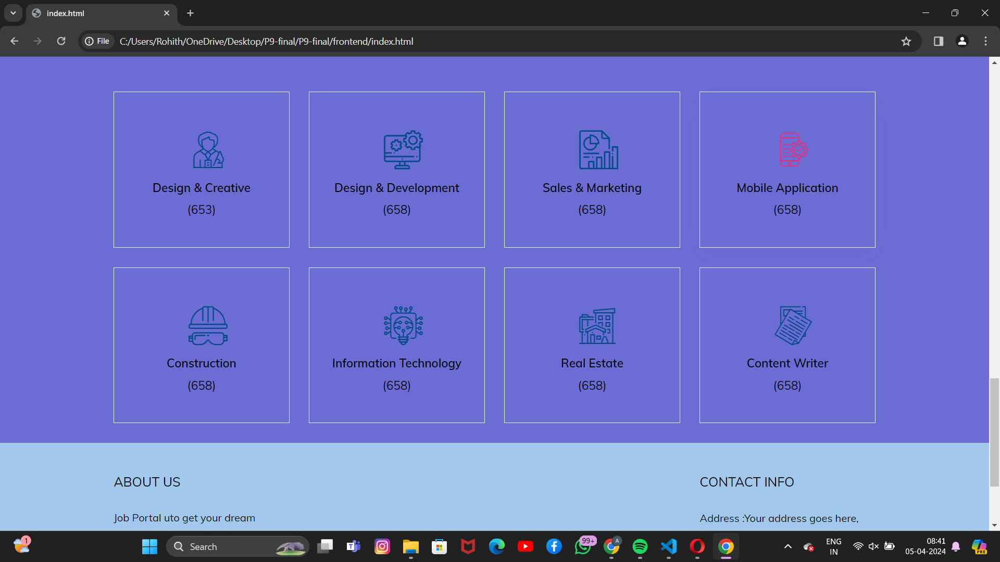 index.html
File C:/Users/Rohith/OneDrive/Desktop/P9-final/P9-final/frontend/index.html
Design & Creative
(653)
Design & Development
(658)
Sales & Marketing
(658)
Mobile Application
(658)
Construction
(658)
Information Technology
(658)
Real Estate
(658)
Content Writer
(658)
ABOUT US
Job Portal uto get your dream
CONTACT INFO
Address :Your address goes here,
1
Search
99+
A
ENG
IN
08:41
05-04-2024
PRE